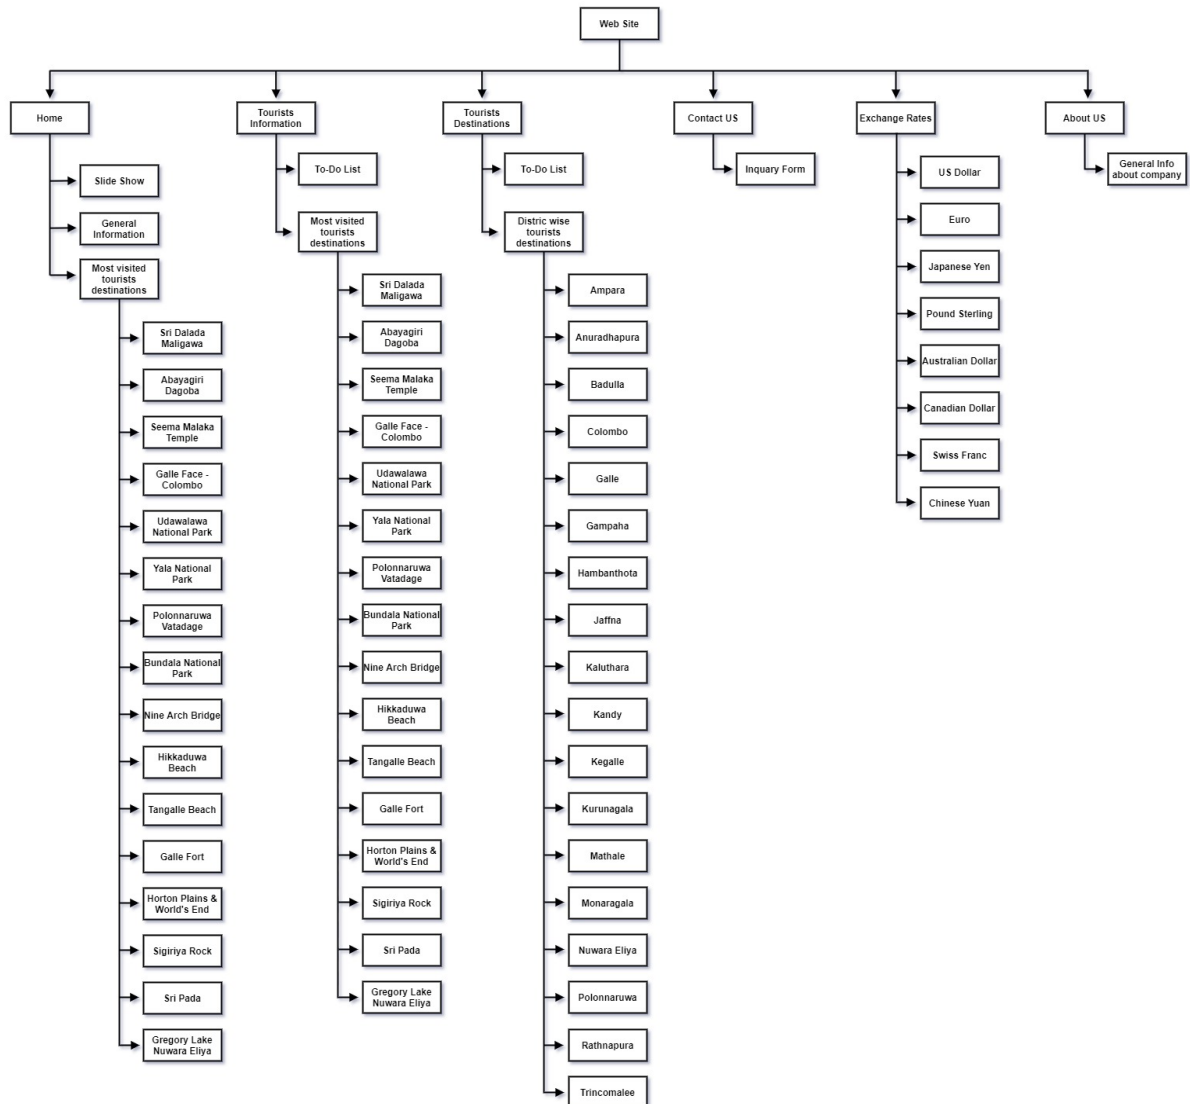 Web Site
Home
Tourists
Information
Tourists
Destinations
Contact US
Exchange Rates
About US
Slide Show
General
Information
Most visited
tourists
destinations
Sri Dalada
Maligawa
Abayagiri
Dagoba
Seema Malaka
Temple
Galle Face -
Colombo
Udawalawa
National Park
Yala National
Park
Polonnaruwa
Vatadage
Bundala National
Park
Nine Arch Bridge
Hikkaduwa
Beach
Tangalle Beach
Galle Fort
Horton Plains &
World's End
Sigiriya Rock
Sri Pada
Gregory Lake
Nuwara Eliya
To-Do List
Most visited
tourists
destinations
Sri Dalada
Maligawa
Abayagiri
Dagoba
Seema Malaka
Temple
Galle Face -
Colombo
Udawalawa
National Park
Yala National
Park
Polonnaruwa
Vatadage
Bundala National
Park
Nine Arch Bridge
Hikkaduwa
Beach
Tangalle Beach
Galle Fort
Horton Plains &
World's End
Sigiriya Rock
Sri Pada
Gregory Lake
Nuwara Eliya
To-Do List
Distric wise
tourists
destinations
Ampara
Anuradhapura
Badulla
Colombo
Galle
Gampaha
Hambanthota
Jaffna
Kaluthara
Kandy
Kegalle
Kurunagala
Mathale
Monaragala
Nuwara Eliya
Polonnaruwa
Rathnapura
Trincomalee
Inquary Form
US Dollar
Euro
Japanese Yen
Pound Sterling
Australian Dollar
Canadian Dollar
Swiss Franc
Chinese Yuan
General Info
about company